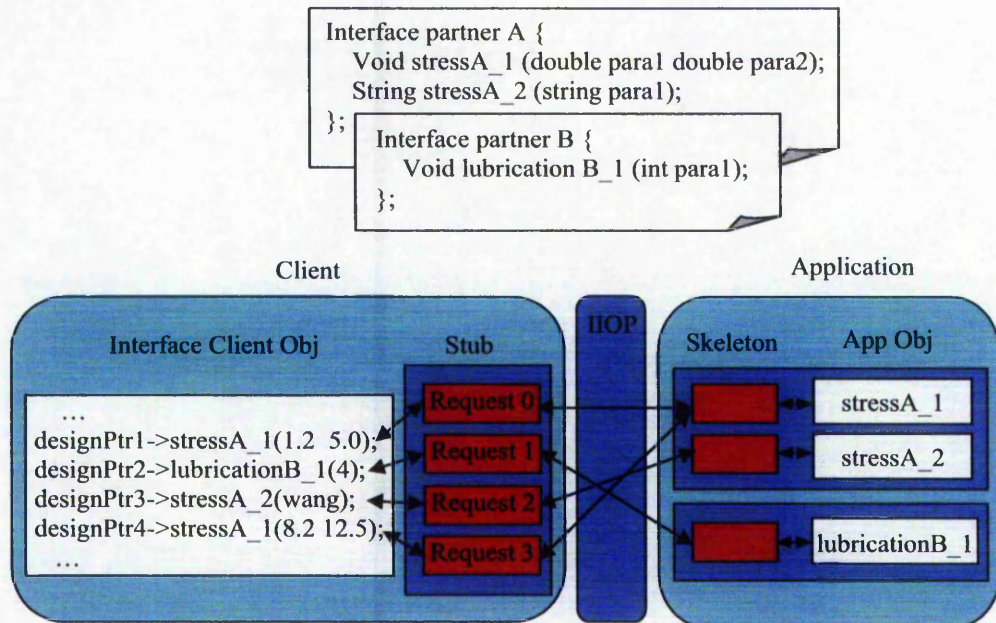 Interface partner A {
Void stressA_1 (double para1 double para2);
String stressA_2 (string para1);
};
Interface partner B {
Void lubrication B_1 (int para1);
};
Client
Application
Interface Client Obj
Stub
IIOP
Skeleton
App Obj
...
designPtr1->stressA_1(1.2 5.0);
designPtr2->lubricationB_1(4);
designPtr3->stressA_2(wang);
designPtr4->stressA_1(8.2 12.5);
...
Request 0
Request 1
Request 2
Request 3
stressA_1
stressA_2
lubricationB_1